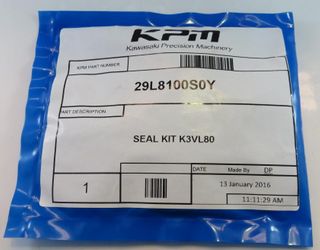 KPM
Kawasaki Precision Machinery
KPM PART NUMBER
29L8100S0Y
PART DESCRIPTION
SEAL KIT K3VL80
DATE Made By DP
1 13 January 2016
11:11:29 AM